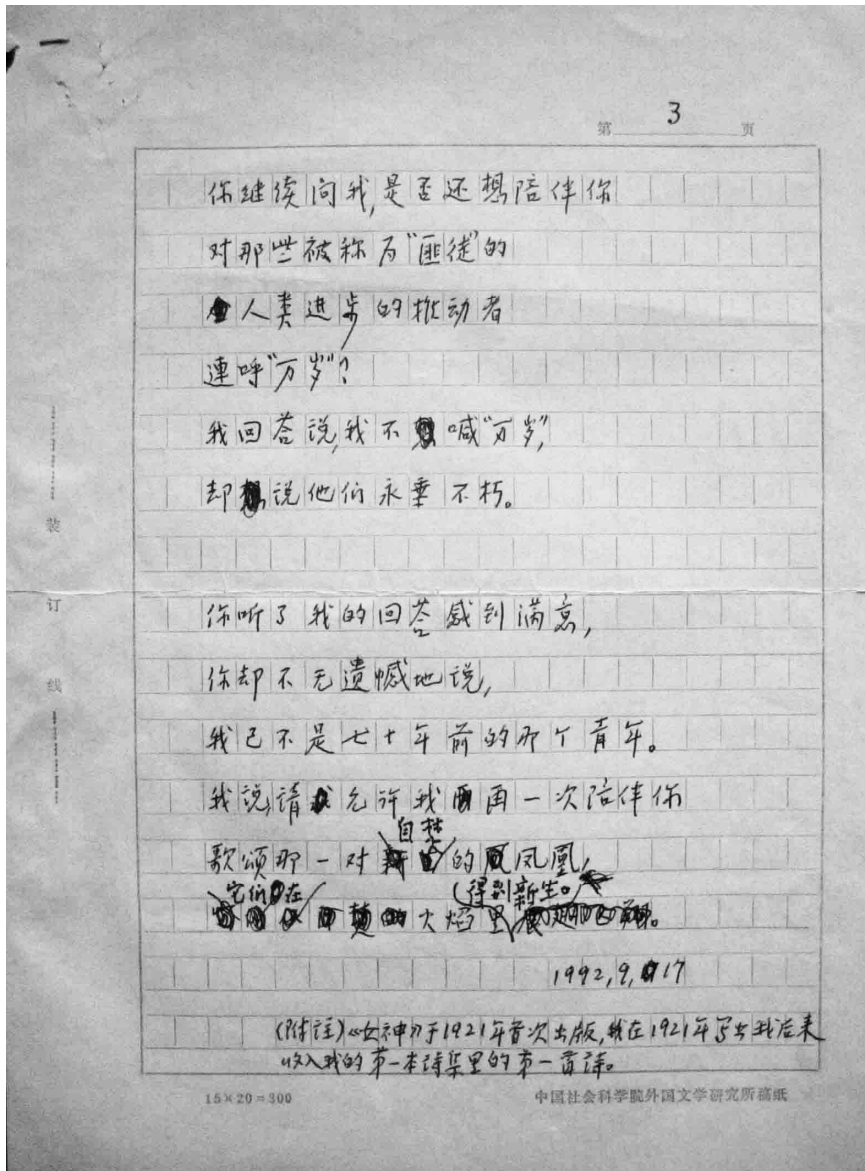 第 3 页
你继续问我,是否还想陪伴你
对那些被称为"匪徒"的
人类进步的推动者
連呼"万岁"?
我回答说,我不喊"万岁",
却说他们永垂不朽。
你听了我的回答感到满意,
你却不无遗憾地说,
我已不是七十年前的那个青年。
我说,请允许我再一次陪伴你
自焚
歌颂那一对的凤凰,
它们在 得到新生。
火焰里
1992,9,17
(附注)《女神》于1921年首次出版,我在1921年写出我后来
收入我的第一本诗集里的第一首诗。
15×20=300
中国社会科学院外国文学研究所稿纸
装订线